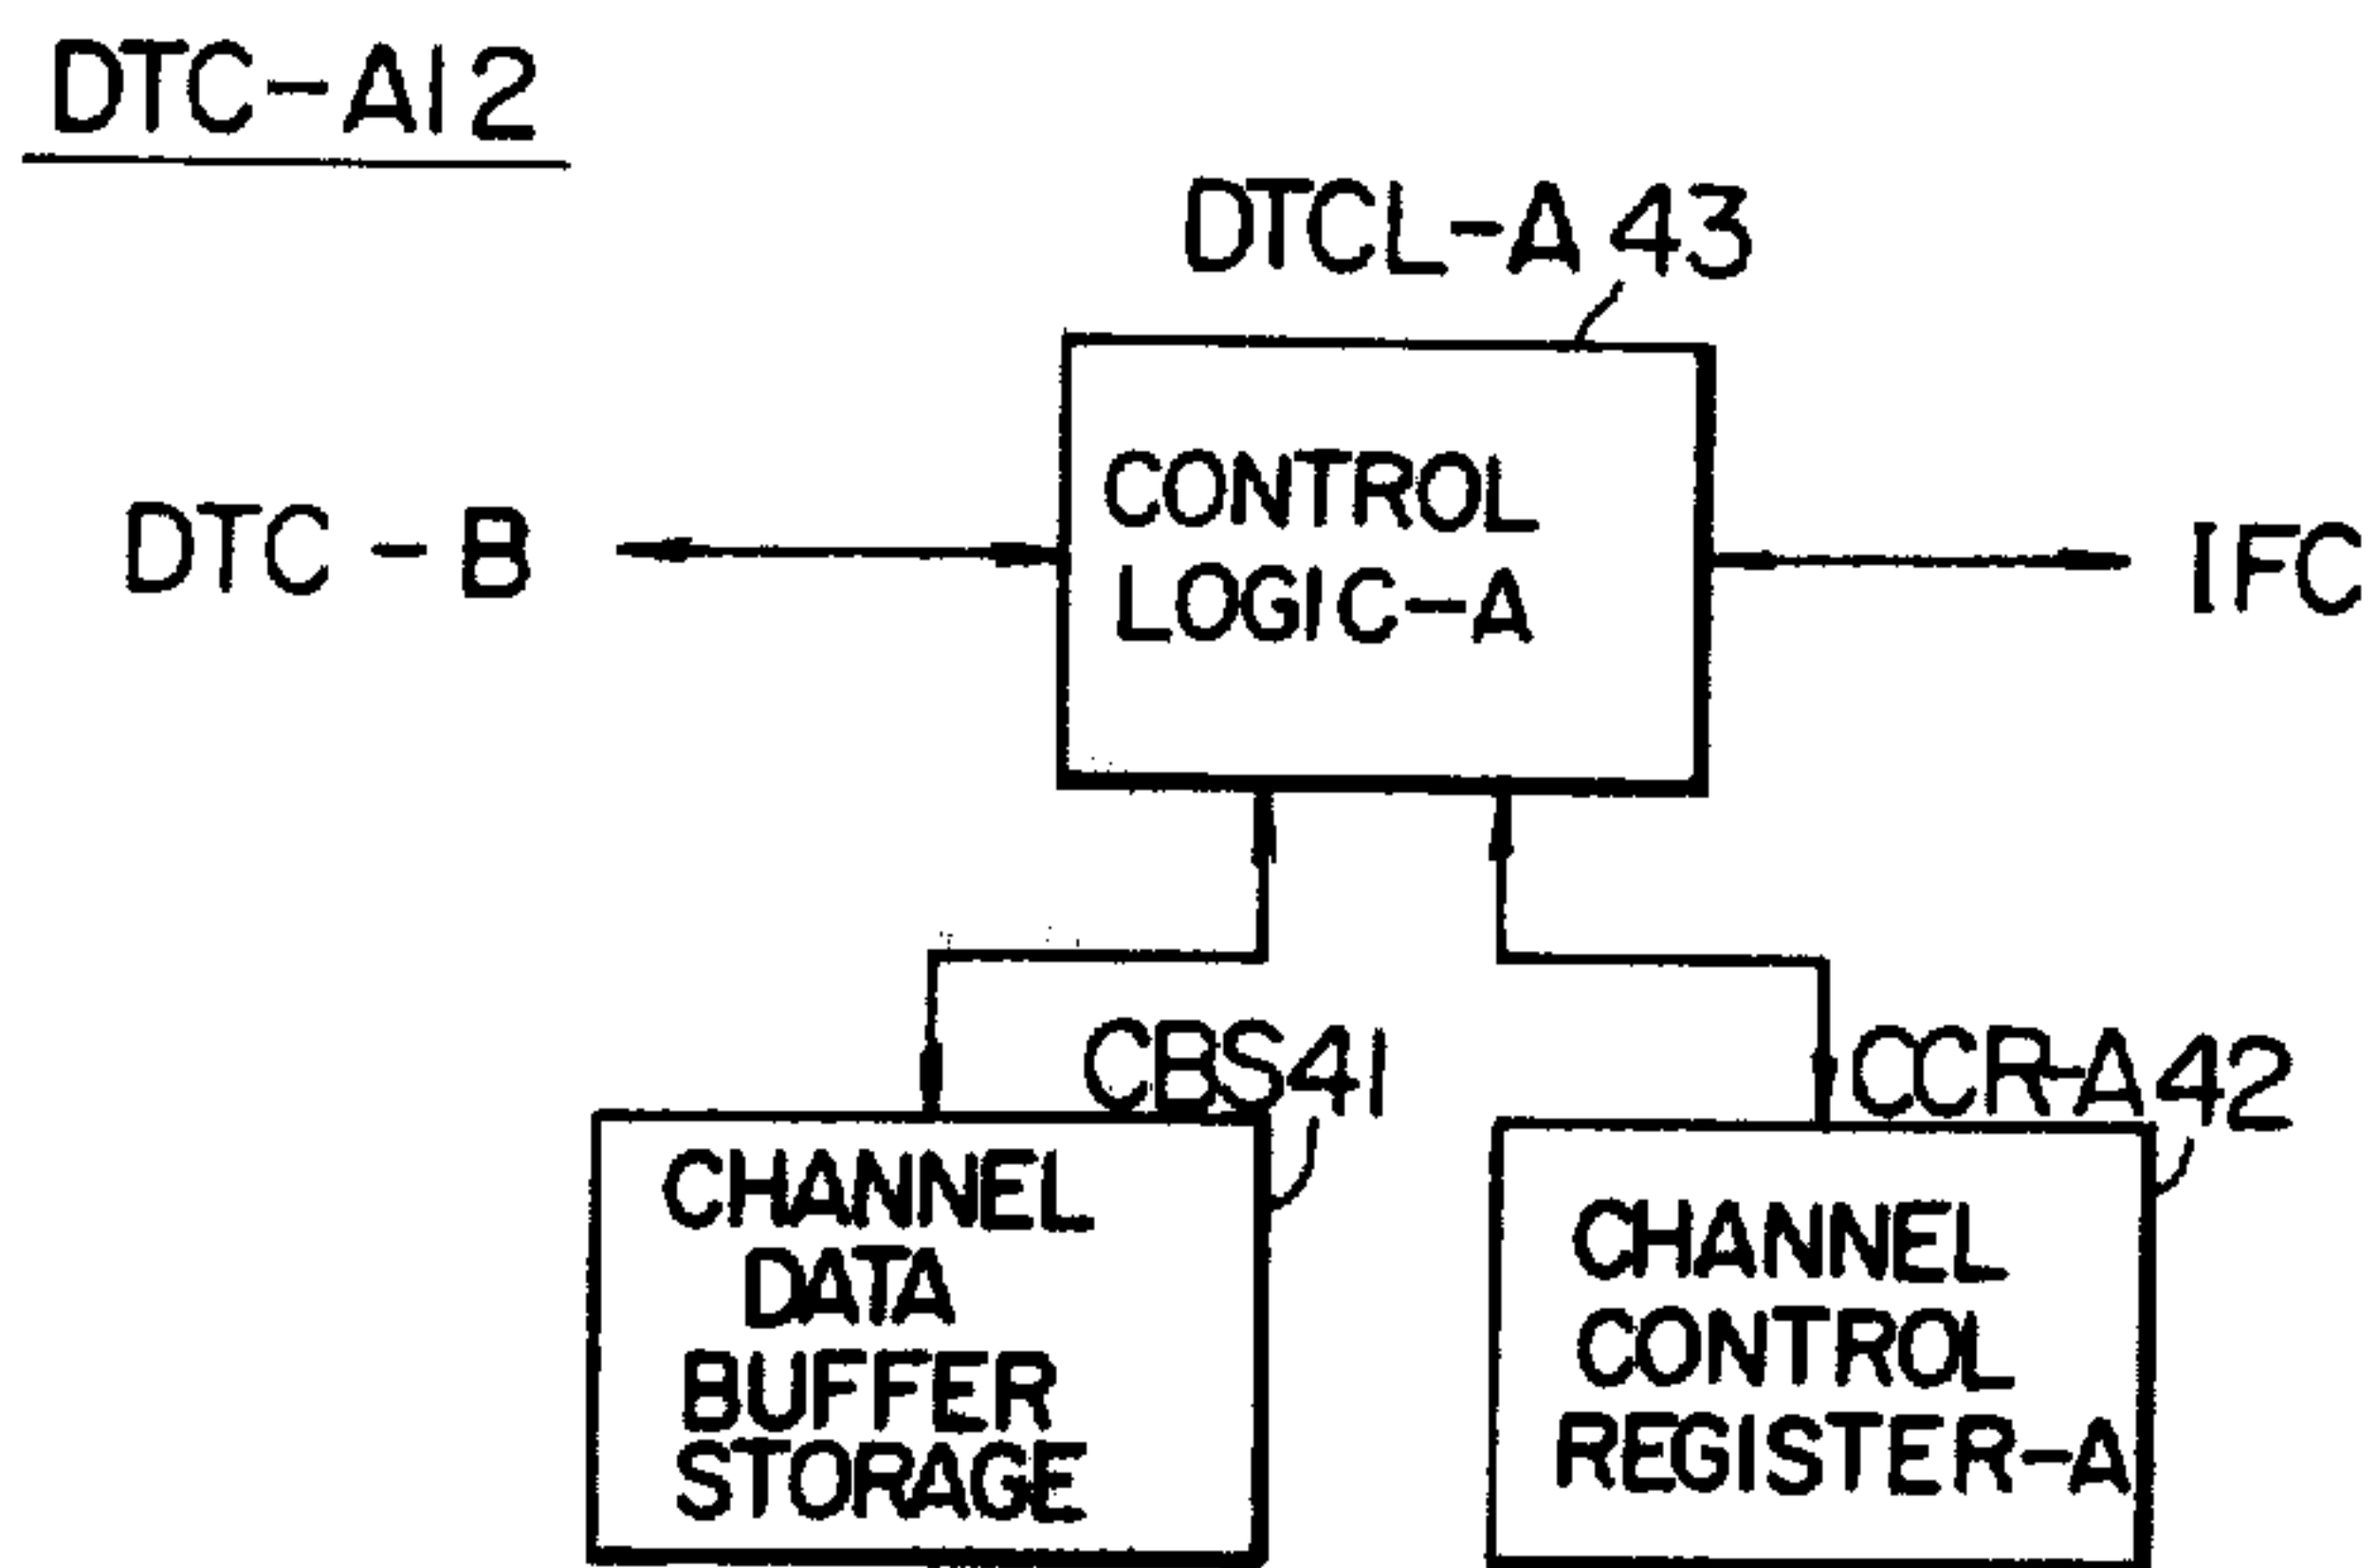 DTC-A12
DTCL-A 43
CONTROL
LOGIC-A
DTC-B
IFC
CBS41
CCR-A42
CHANNEL
DATA
BUFFER
STORAGE
CHANNEL
CONTROL
REGISTER-A